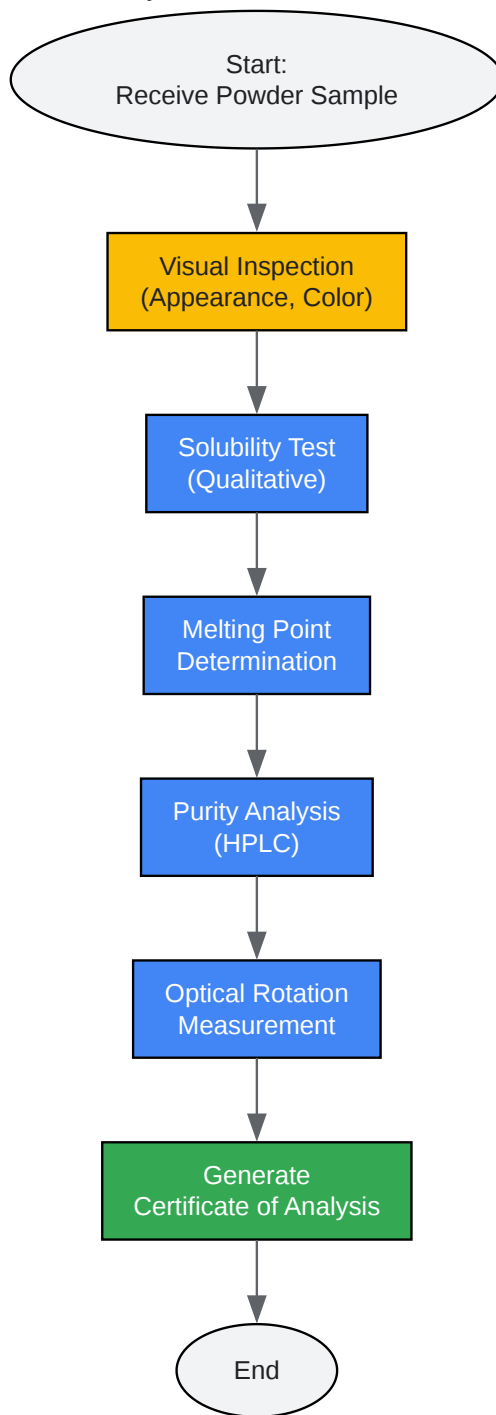 Start:
Receive Powder Sample
Visual Inspection
(Appearance, Color)
Solubility Test
(Qualitative)
Melting Point
Determination
Purity Analysis
(HPLC)
Optical Rotation
Measurement
Generate
Certificate of Analysis
End